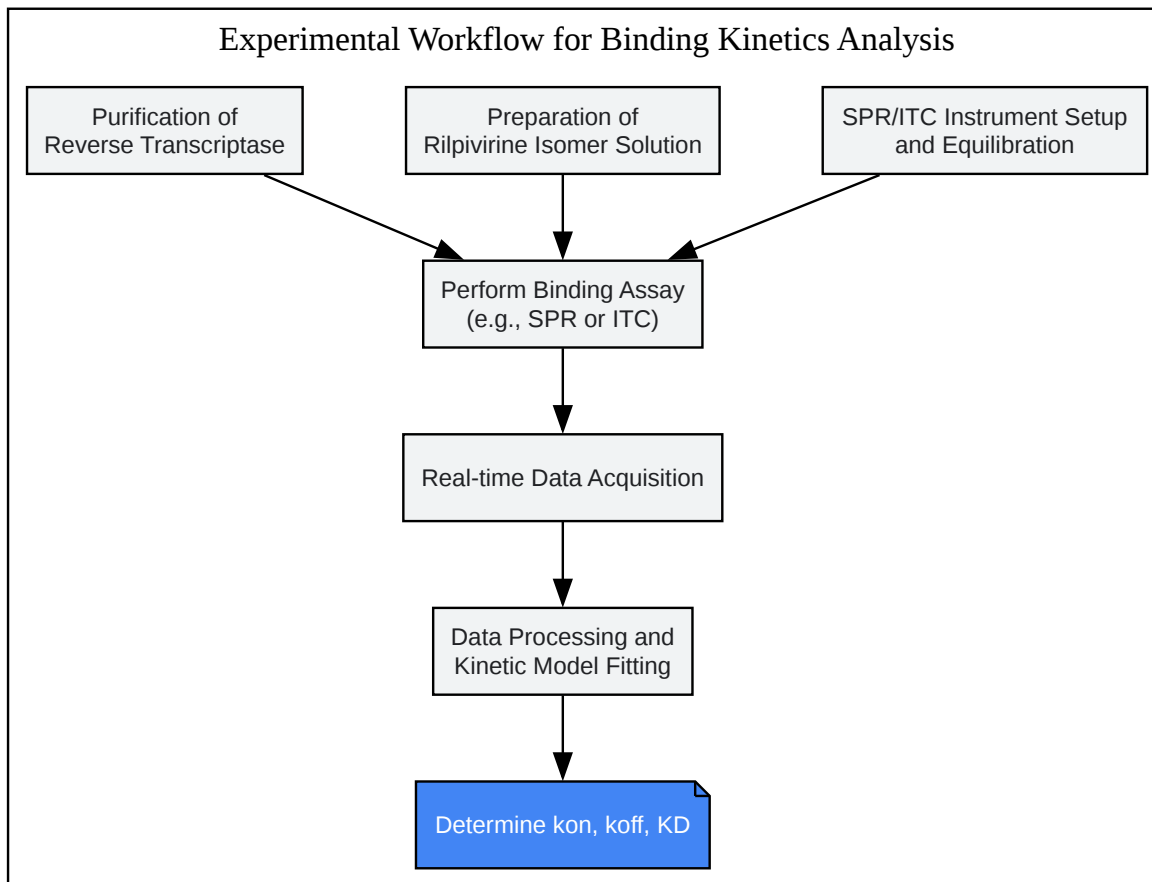 Experimental Workflow for Binding Kinetics Analysis
Purification of
Reverse Transcriptase
Preparation of
Rilpivirine Isomer Solution
SPR/ITC Instrument Setup
and Equilibration
Perform Binding Assay
(e.g., SPR or ITC)
Real-time Data Acquisition
Data Processing and
Kinetic Model Fitting
Determine kon, koff, KD